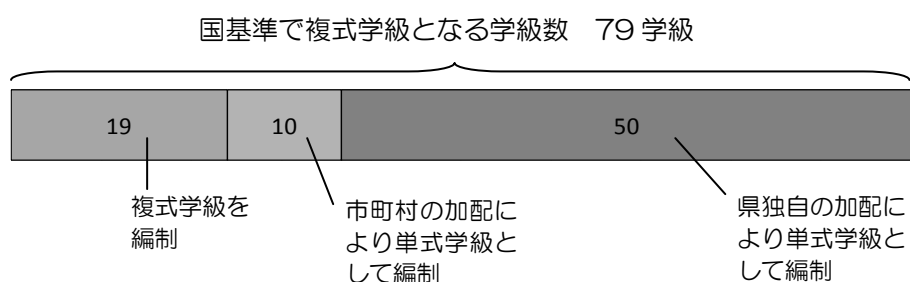 国基準で複式学級となる学級数　79学級
19
10
50
複式学級を
編制
市町村の加配に
より単式学級と
して編制
県独自の加配に
より単式学級と
して編制